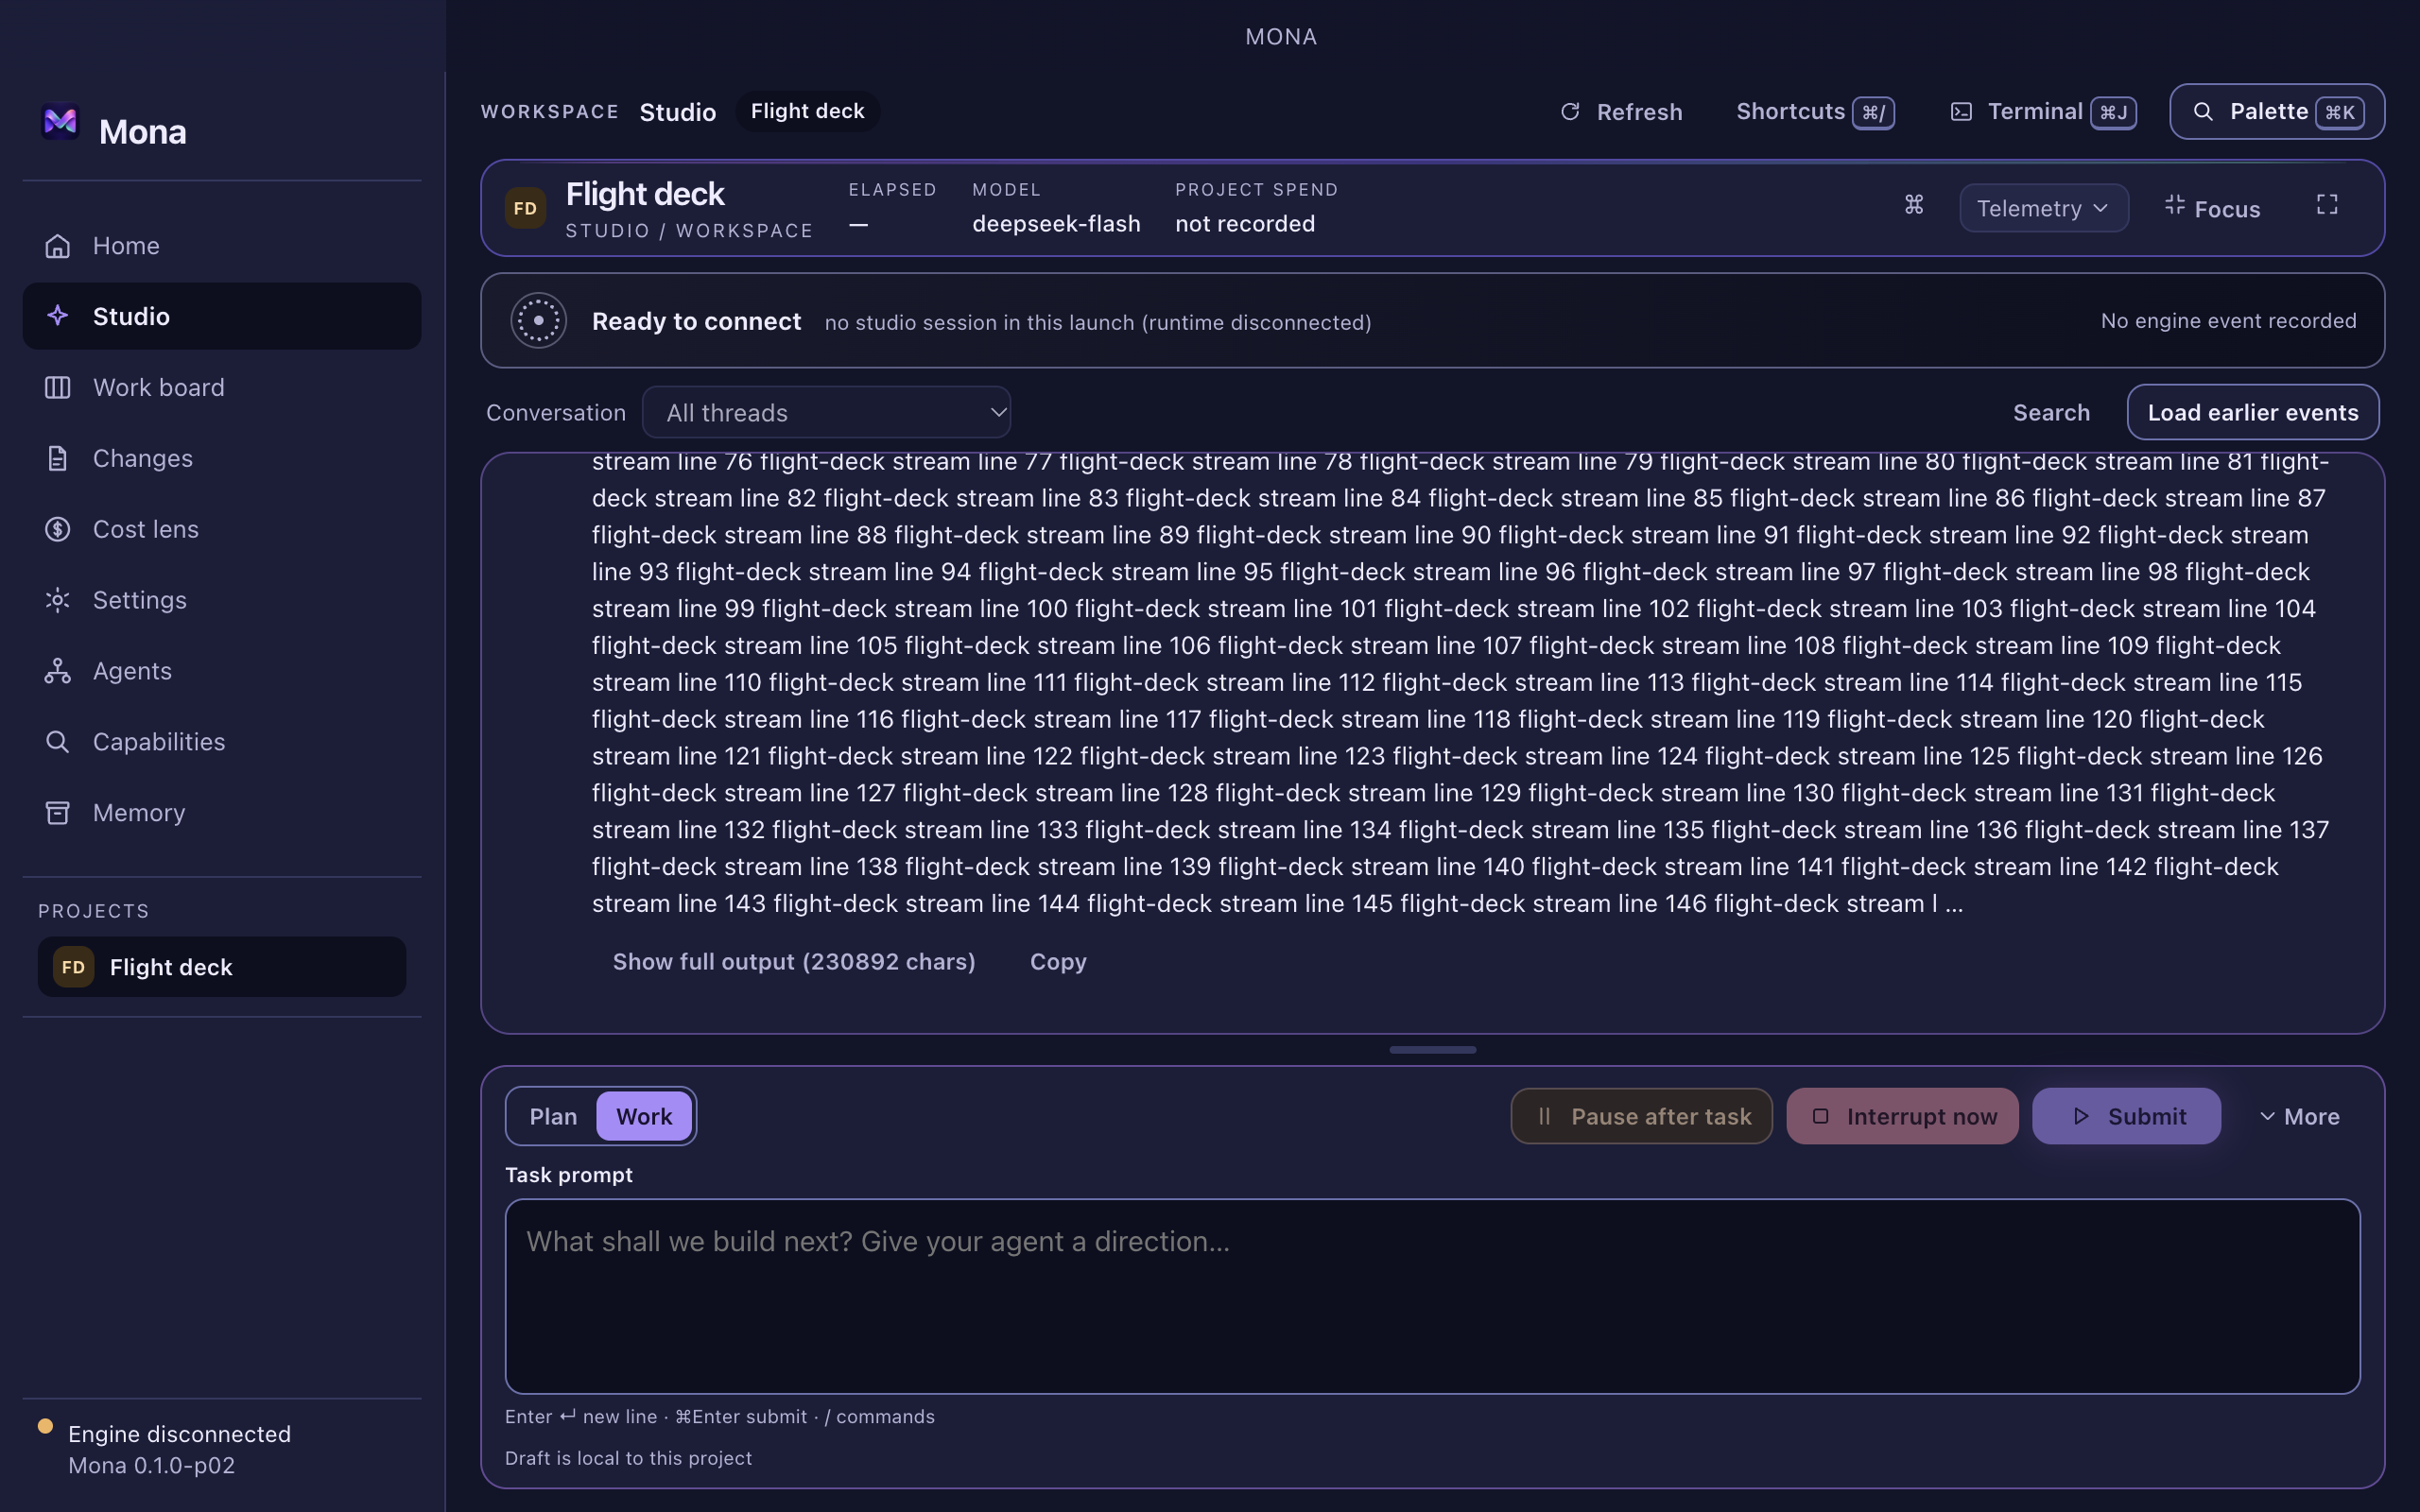 MONA
Mona
Home
Studio
Work board
Changes
Cost lens
Settings
Agents
Capabilities
Memory
PROJECTS
FD Flight deck
Engine disconnected
Mona 0.1.0-p02
WORKSPACE Studio Flight deck Refresh Shortcuts ⌘/ Terminal ⌘J Palette ⌘K
FD Flight deck
STUDIO / WORKSPACE
ELAPSED
—
MODEL
deepseek-flash
PROJECT SPEND
not recorded
⌘ Telemetry Focus
Ready to connect no studio session in this launch (runtime disconnected) No engine event recorded
Conversation All threads Search Load earlier events
stream line 76 flight-deck stream line 77 flight-deck stream line 78 flight-deck stream line 79 flight-deck stream line 80 flight-deck stream line 81 flight-
deck stream line 82 flight-deck stream line 83 flight-deck stream line 84 flight-deck stream line 85 flight-deck stream line 86 flight-deck stream line 87
flight-deck stream line 88 flight-deck stream line 89 flight-deck stream line 90 flight-deck stream line 91 flight-deck stream line 92 flight-deck stream
line 93 flight-deck stream line 94 flight-deck stream line 95 flight-deck stream line 96 flight-deck stream line 97 flight-deck stream line 98 flight-deck
stream line 99 flight-deck stream line 100 flight-deck stream line 101 flight-deck stream line 102 flight-deck stream line 103 flight-deck stream line 104
flight-deck stream line 105 flight-deck stream line 106 flight-deck stream line 107 flight-deck stream line 108 flight-deck stream line 109 flight-deck
stream line 110 flight-deck stream line 111 flight-deck stream line 112 flight-deck stream line 113 flight-deck stream line 114 flight-deck stream line 115
flight-deck stream line 116 flight-deck stream line 117 flight-deck stream line 118 flight-deck stream line 119 flight-deck stream line 120 flight-deck
stream line 121 flight-deck stream line 122 flight-deck stream line 123 flight-deck stream line 124 flight-deck stream line 125 flight-deck stream line 126
flight-deck stream line 127 flight-deck stream line 128 flight-deck stream line 129 flight-deck stream line 130 flight-deck stream line 131 flight-deck
stream line 132 flight-deck stream line 133 flight-deck stream line 134 flight-deck stream line 135 flight-deck stream line 136 flight-deck stream line 137
flight-deck stream line 138 flight-deck stream line 139 flight-deck stream line 140 flight-deck stream line 141 flight-deck stream line 142 flight-deck
stream line 143 flight-deck stream line 144 flight-deck stream line 145 flight-deck stream line 146 flight-deck stream l ...
Show full output (230892 chars) Copy
Plan Work Pause after task Interrupt now Submit More
Task prompt
What shall we build next? Give your agent a direction...
Enter ↵ new line · ⌘Enter submit · / commands
Draft is local to this project